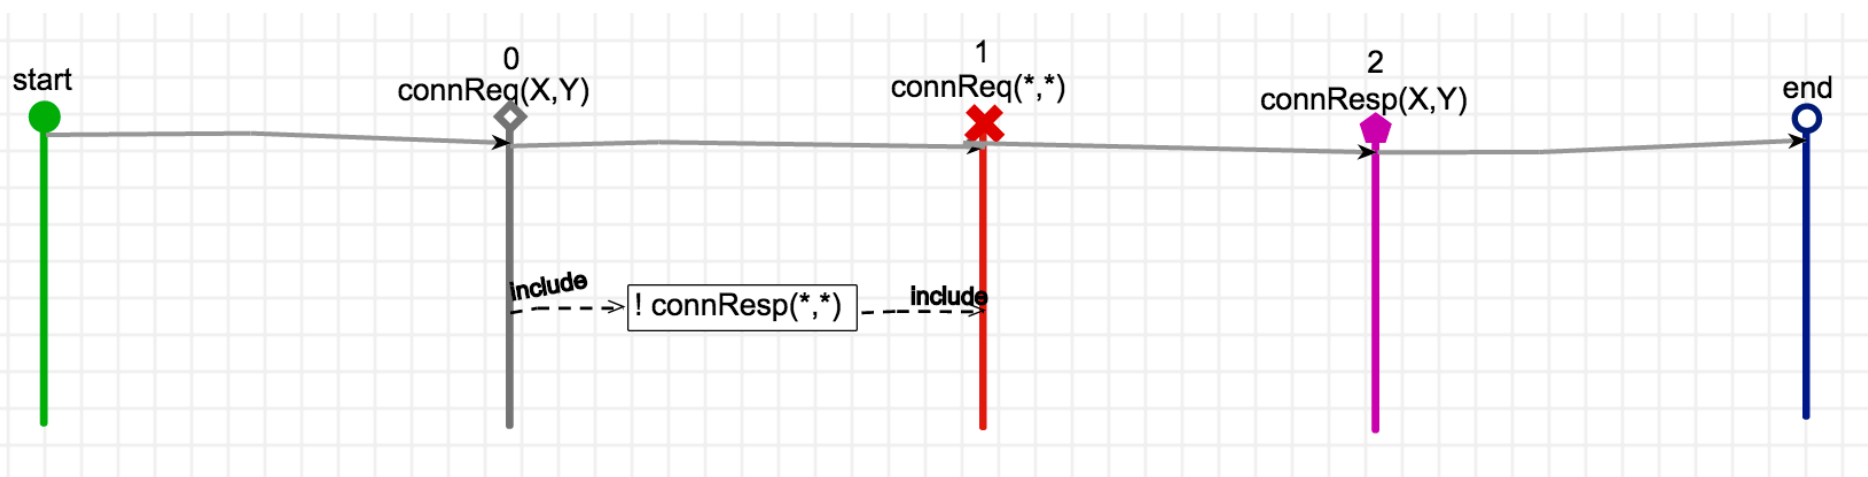 start
0
connReq(X,Y)
1
connReq(*,*)
2
connResp(X,Y)
end
include
! connResp(*,*)
include